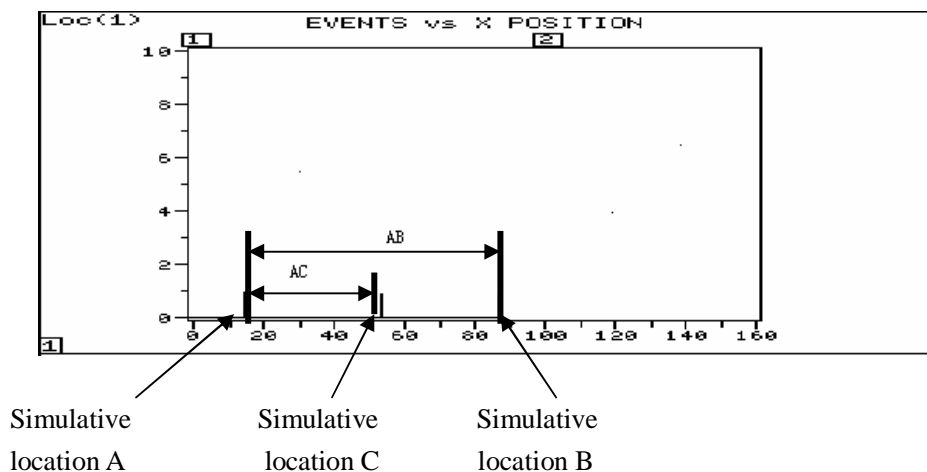 Loc(1) EVENTS vs X POSITION
1 2
10
8
6
4
2
0
AB
AC
0 20 40 60 80 100 120 140 160
1
Simulative location A
Simulative location C
Simulative location B